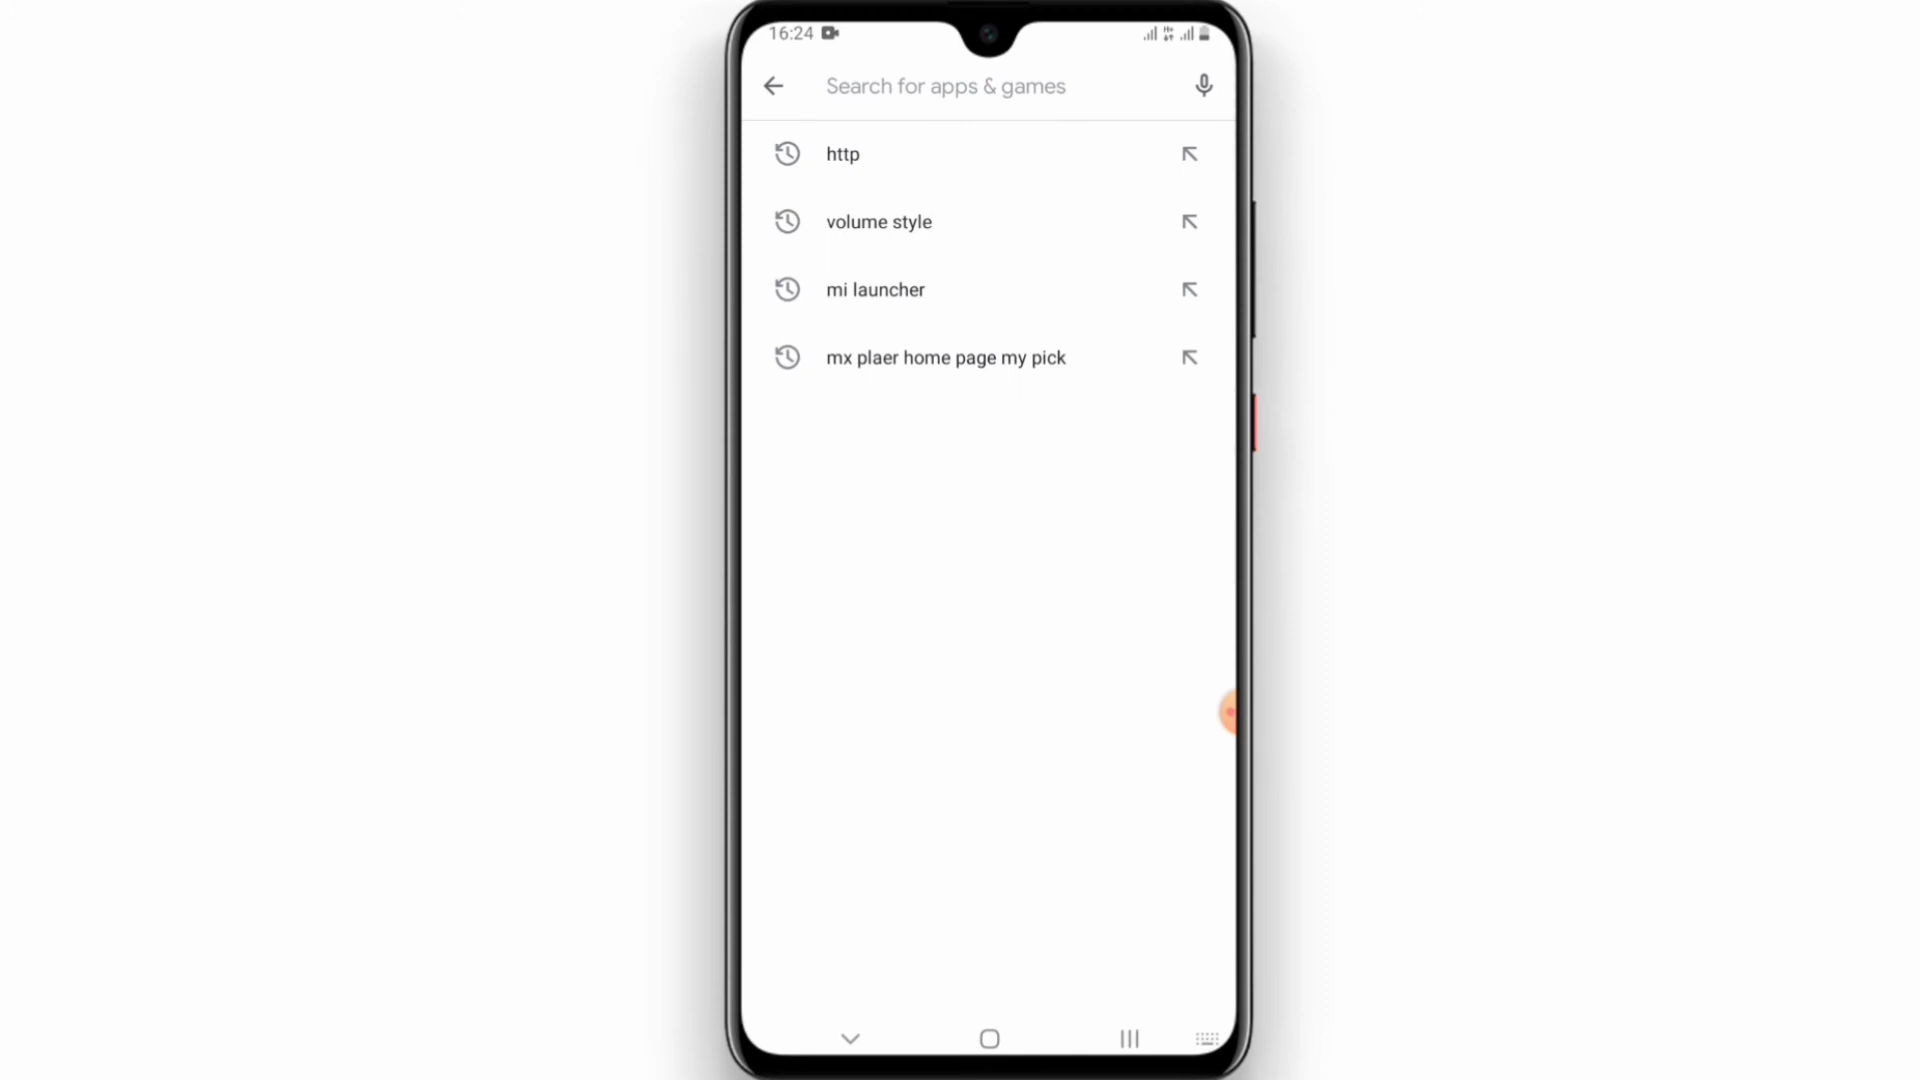 16:24
Search for apps & games
http
volume style
mi launcher
mx plaer home page my pick